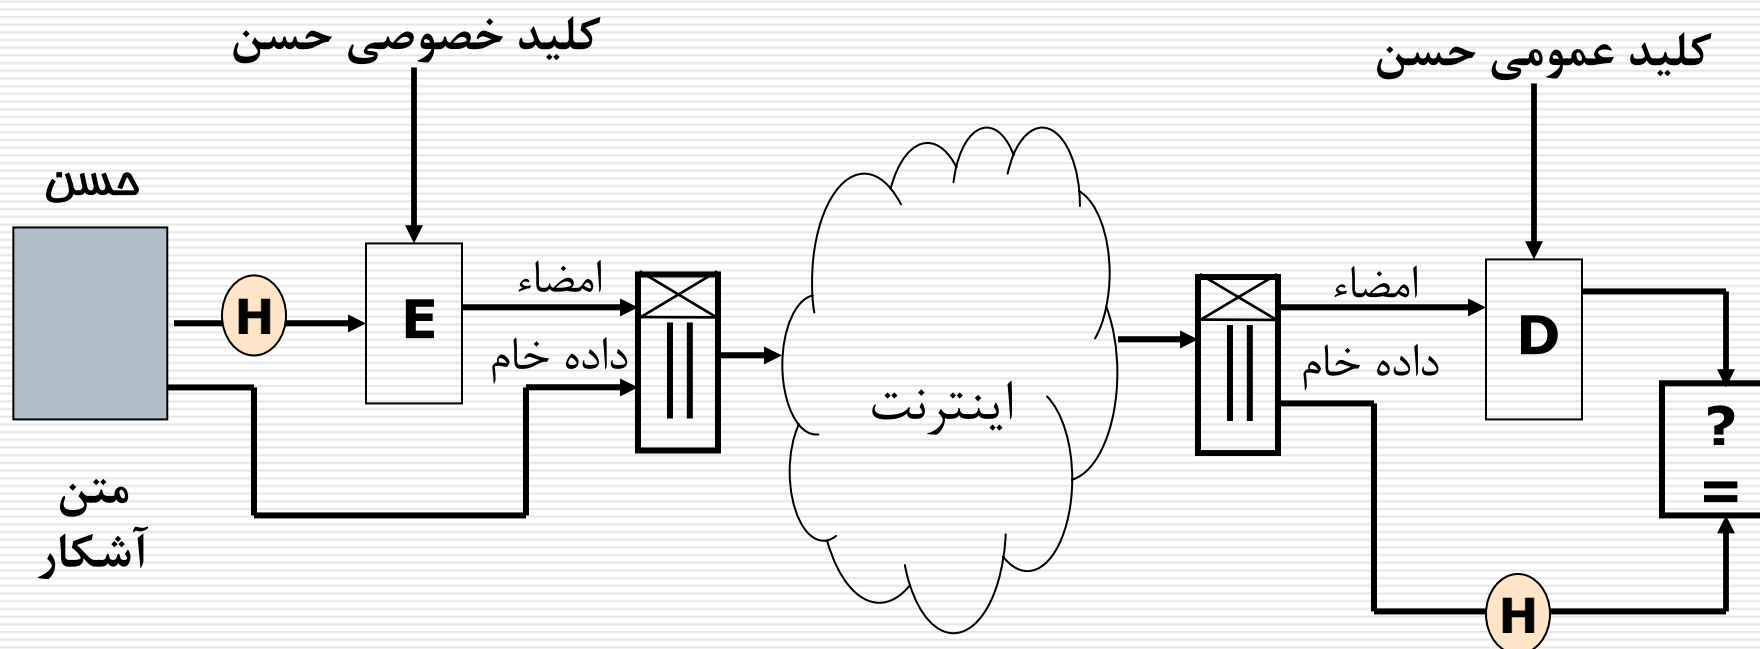 کلید خصوصی حسن
کلید عمومی حسن
حسن
H
E
امضاء
داده خام
اینترنت
امضاء
داده خام
D
?
=
متن
آشکار
H